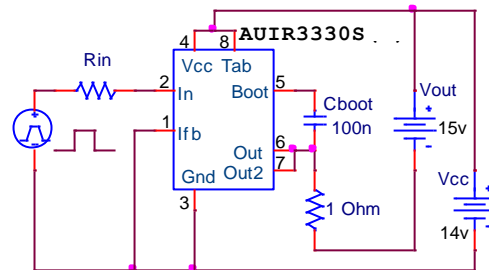 AUIR3330S . .
4 8
Rin
Vcc Tab
2 In Boot 5
Vout
Cboot
100n
1 Ifb
15v
6
Out
7
Out2
Vcc
Gnd
3
1 Ohm
14v